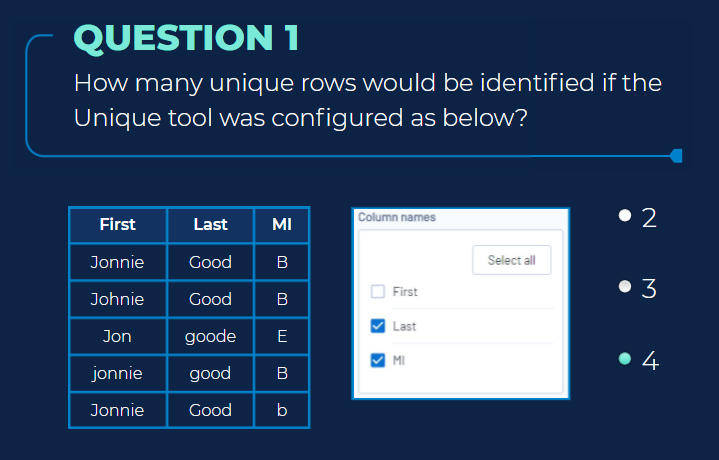 QUESTION 1
How many unique rows would be identified if the
Unique tool was configured as below?
First Last MI
Jonnie Good B
Johnie Good B
Jon goode E
jonnie good B
Jonnie Good b
Column names
Select all
First
Last
MI
2
3
4